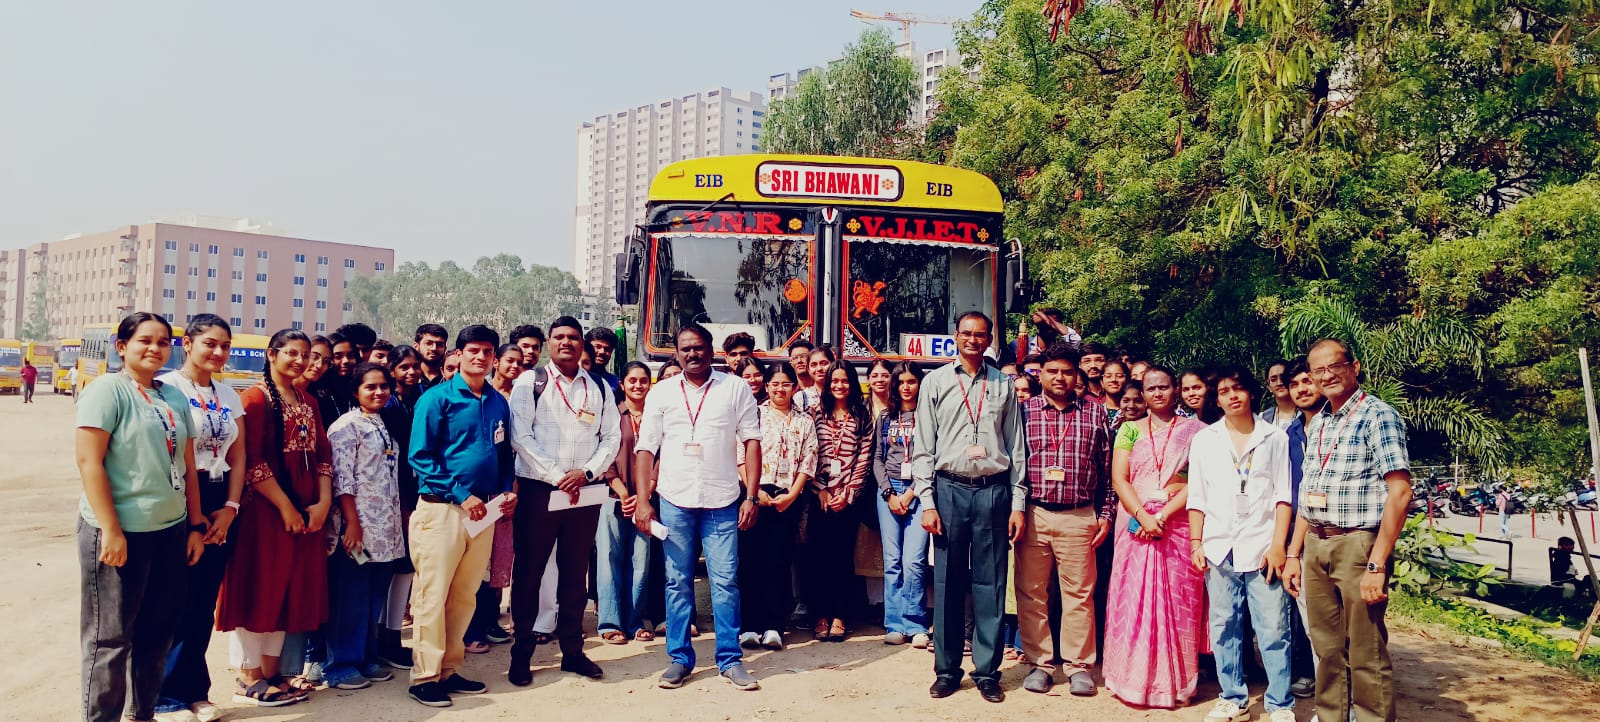 EIB SRI BHAWANI EIB
V.N.R V.J.I.E.T
4A EC